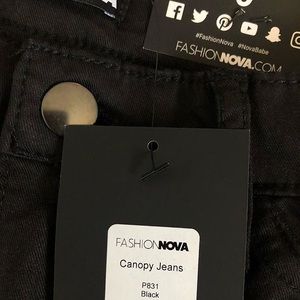 #FashionNova #NovaBabe
FASHIONNOVA.COM
FASHIONNOVA
Canopy Jeans
P831
Black